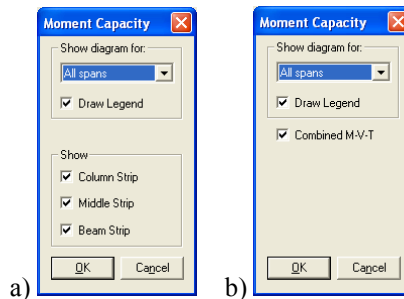 Moment Capacity
Show diagram for:
All spans
Draw Legend
Show
Column Strip
Middle Strip
Beam Strip
OK Cancel
a)
Moment Capacity
Show diagram for:
All spans
Draw Legend
Combined M-V-T
OK Cancel
b)